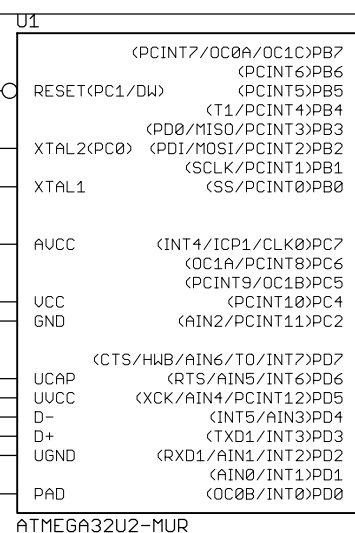 U1
(PCINT7/OC0A/OC1C)PB7
(PCINT6)PB6
RESET(PC1/DW) (PCINT5)PB5
(T1/PCINT4)PB4
(PD0/MISO/PCINT3)PB3
XTAL2(PC0) (PDI/MOSI/PCINT2)PB2
(SCLK/PCINT1)PB1
XTAL1 (SS/PCINT0)PB0
AVCC (INT4/ICP1/CLK0)PC7
(OC1A/PCINT8)PC6
(PCINT9/OC1B)PC5
VCC (PCINT10)PC4
GND (AIN2/PCINT11)PC2
(CTS/HWB/AIN6/TO/INT7)PD7
UCAP (RTS/AIN5/INT6)PD6
UVCC (XCK/AIN4/PCINT12)PD5
D- (INT5/AIN3)PD4
D+ (TXD1/INT3)PD3
UGND (RXD1/AIN1/INT2)PD2
(AIN0/INT1)PD1
PAD (OC0B/INT0)PD0
ATMEGA32U2-MUR